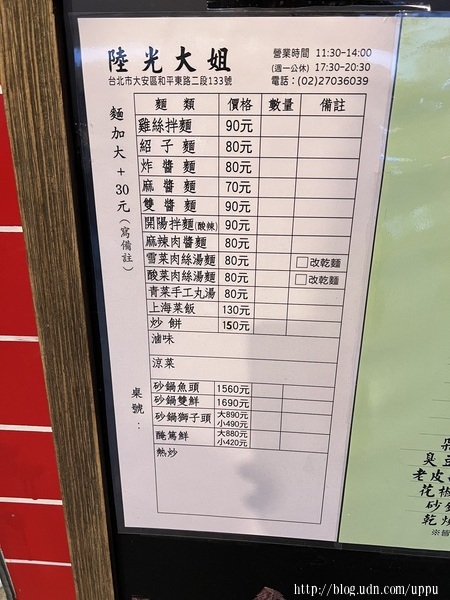 陸光大姐
營業時間 11:30-14:00
(週一公休) 17:30-20:30
台北市大安區和平東路二段133號
電話：(02)27036039
麵加大+30元(寫備註)
麵 類 價格 數量 備註
雞絲拌麵 90元
紹子麵 80元
炸醬麵 80元
麻醬麵 70元
雙醬麵 90元
開陽拌麵(酸辣) 90元
麻辣肉醬麵 80元
雪菜肉絲湯麵 80元 □改乾麵
酸菜肉絲湯麵 80元 □改乾麵
青菜手工丸湯 80元
上海菜飯 130元
炒餅 150元
滷味
涼菜
桌號：
砂鍋魚頭 1560元
砂鍋雙鮮 1690元
砂鍋獅子頭 大890元
小490元
醃篤鮮 大880元
小420元
熱炒
臭豆
老皮
花椒
砂鍋
乾燒
http://blog.udn.com/uppu